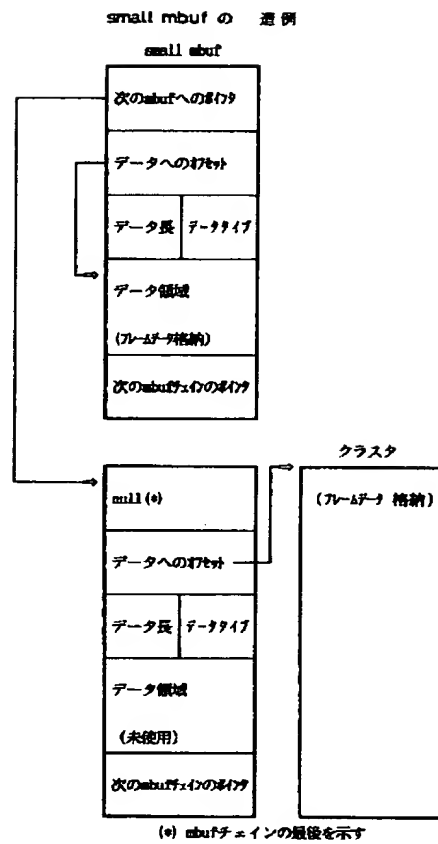 small mbuf の 造例
small mbuf
次のmbufへのポインタ
データへのオフセット
データ長 データタイプ
データ領域
(フレームデータ格納)
次のmbufチェインのポインタ
クラスタ
null(*)
(フレームデータ 格納)
データへのオフセット
データ長 データタイプ
データ領域
(未使用)
次のmbufチェインのポインタ
(*) mbufチェインの最後を示す